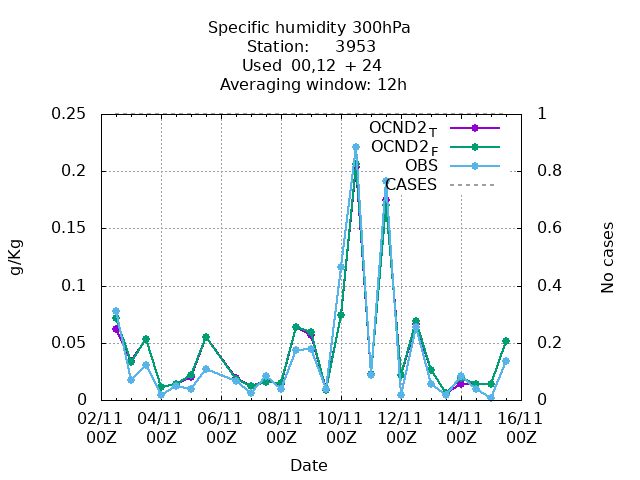 Specific humidity 300hPa
Station: 3953
Used 00,12 + 24
Averaging window: 12h
0.25 1
OCND2 T
OCND2 F
OBS
CASES
0.2 0.8
0.15 0.6
0.1 0.4
0.05 0.2
0 0
g/Kg
No cases
02/11 04/11 06/11 08/11 10/11 12/11 14/11 16/11
00Z 00Z 00Z 00Z 00Z 00Z 00Z 00Z
Date